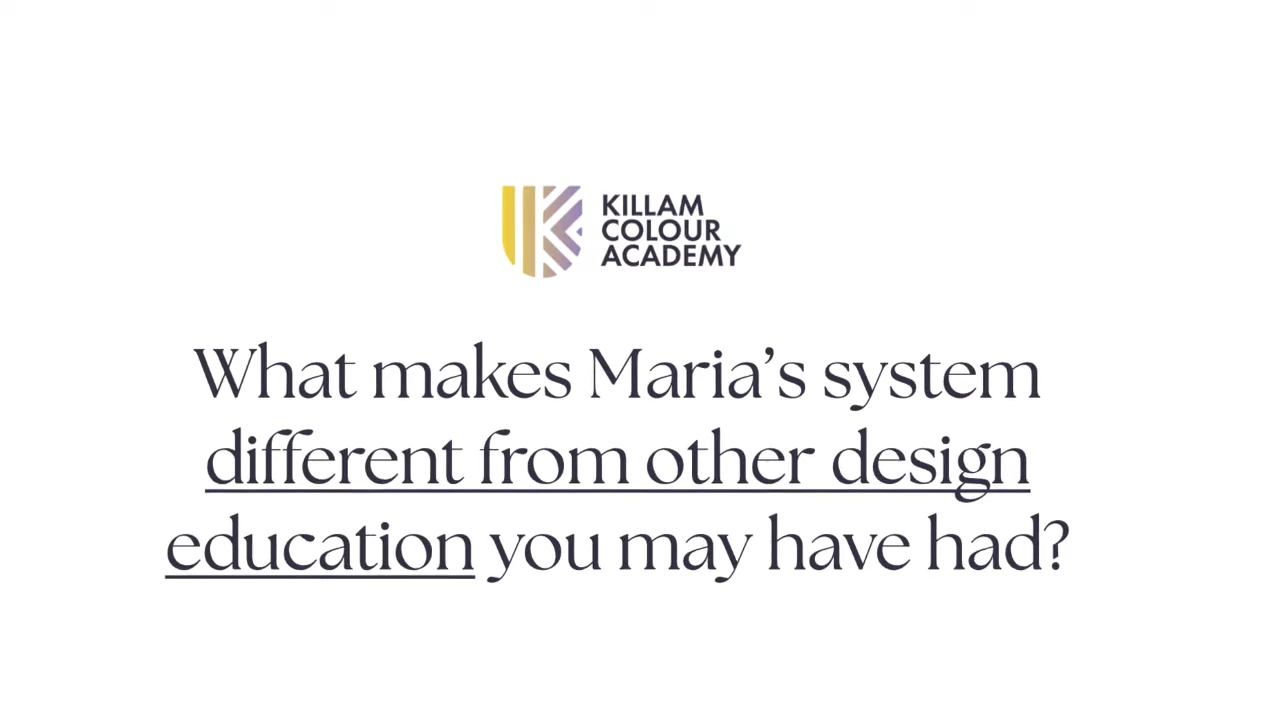 KILLAM
COLOUR
ACADEMY
What makes Maria’s system
different from other design
education you may have had?